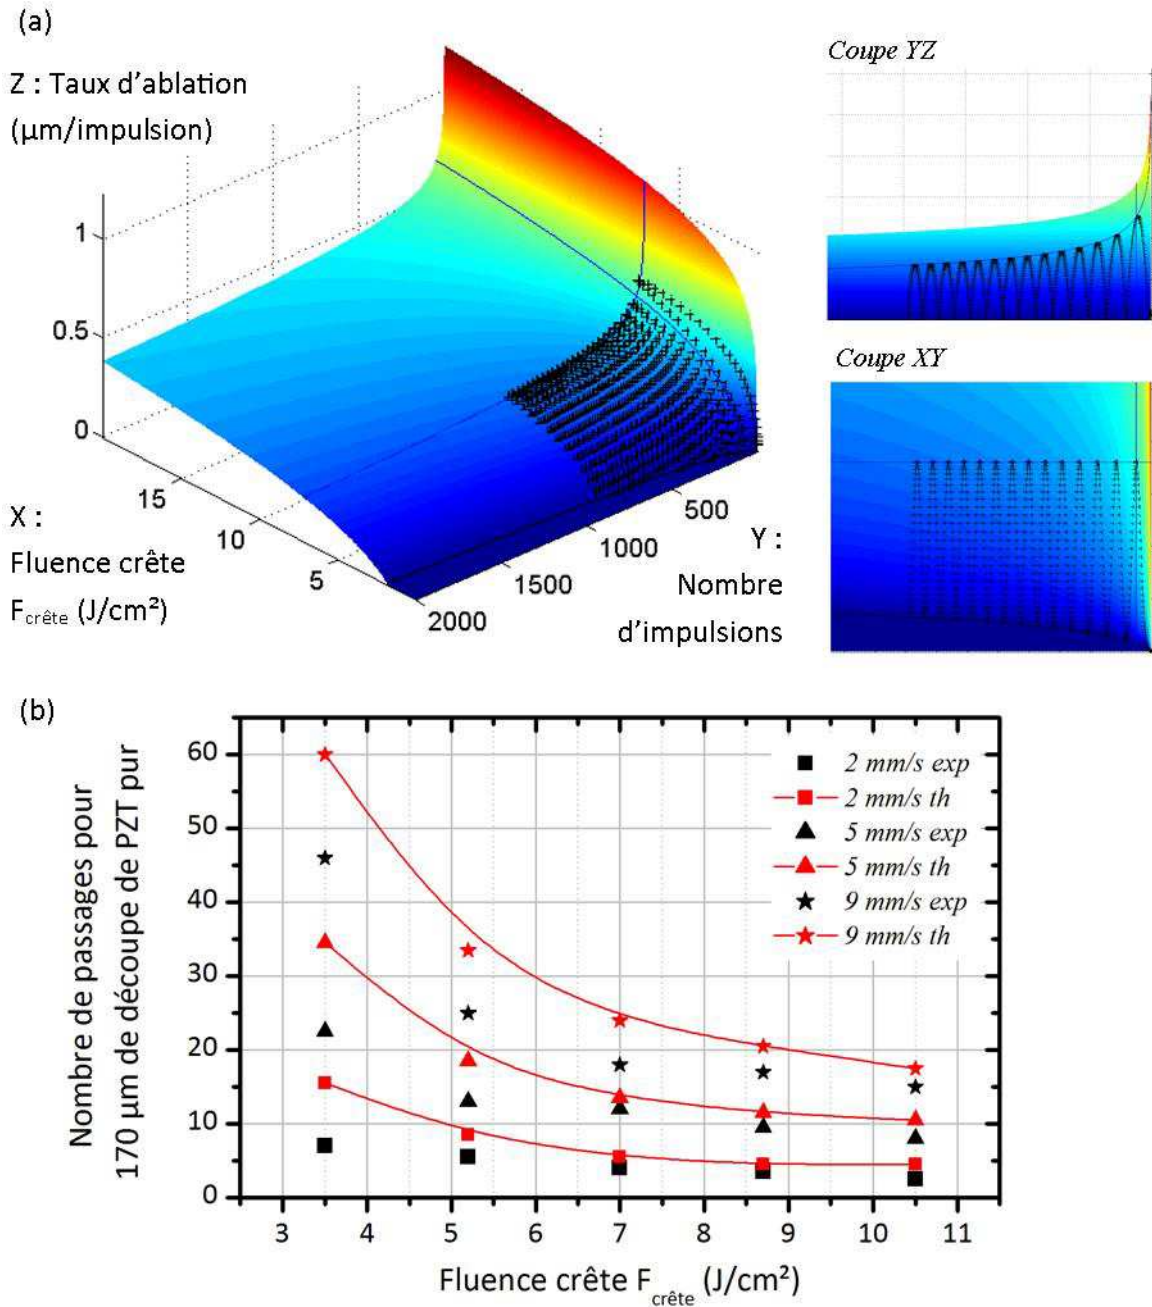 (a)
Z : Taux d'ablation
(µm/impulsion)
1
0.5
0
15
10
5
X :
Fluence crête
Fcrête (J/cm²)
500
1000
1500
2000
Y :
Nombre
d'impulsions
Coupe YZ
Coupe XY
(b)
Nombre de passages pour
170 µm de découpe de PZT pur
60
50
40
30
20
10
0
3 4 5 6 7 8 9 10 11
Fluence crête Fcrête (J/cm²)
2 mm/s exp
2 mm/s th
5 mm/s exp
5 mm/s th
9 mm/s exp
9 mm/s th